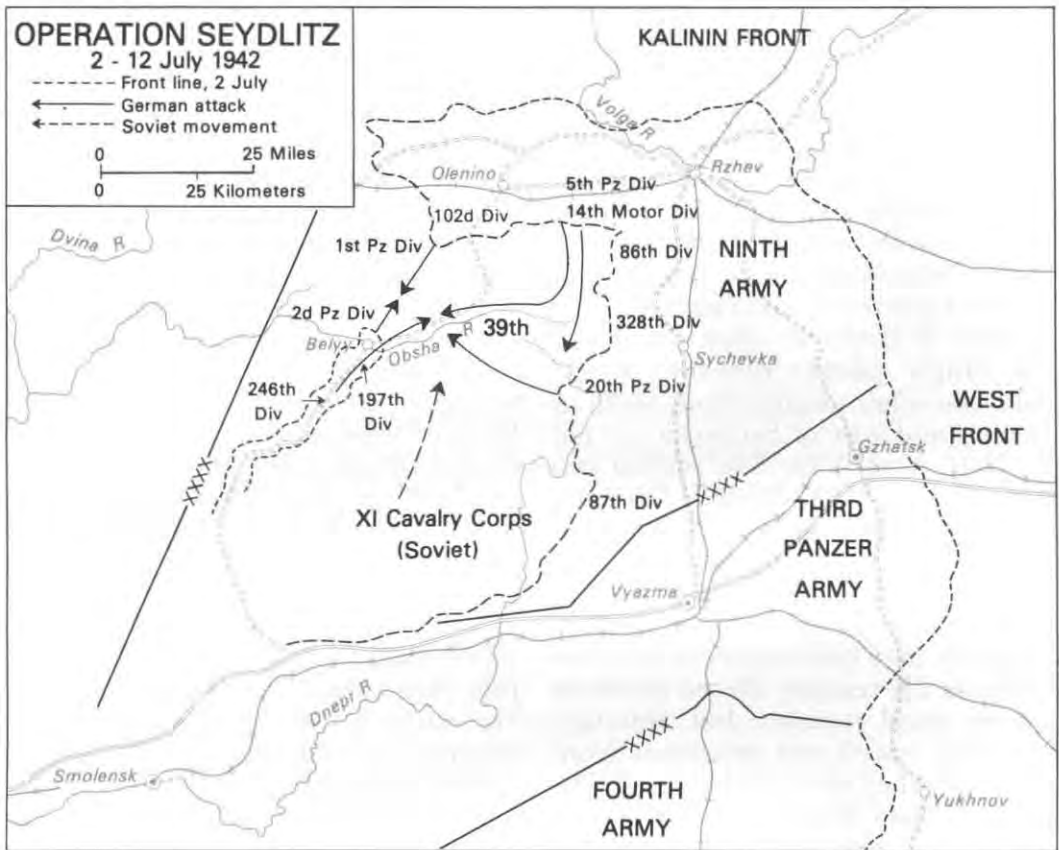 OPERATION SEYDLITZ
2 - 12 July 1942
Front line, 2 July
German attack
Soviet movement
0 25 Miles
0 25 Kilometers
KALININ FRONT
Volga R
Rzhev
Olenino
5th Pz Div
102d Div
14th Motor Div
Dvina R
1st Pz Div
86th Div
NINTH
ARMY
2d Pz Div
39th
328th Div
Belyy
Obsha R
Sychevka
246th
Div
197th
Div
20th Pz Div
WEST
FRONT
Gzhatsk
XXXX
XXXX
87th Div
XI Cavalry Corps
(Soviet)
THIRD
PANZER
ARMY
Vyazma
Dnepr R
XXXX
Smolensk
FOURTH
ARMY
Yukhnov